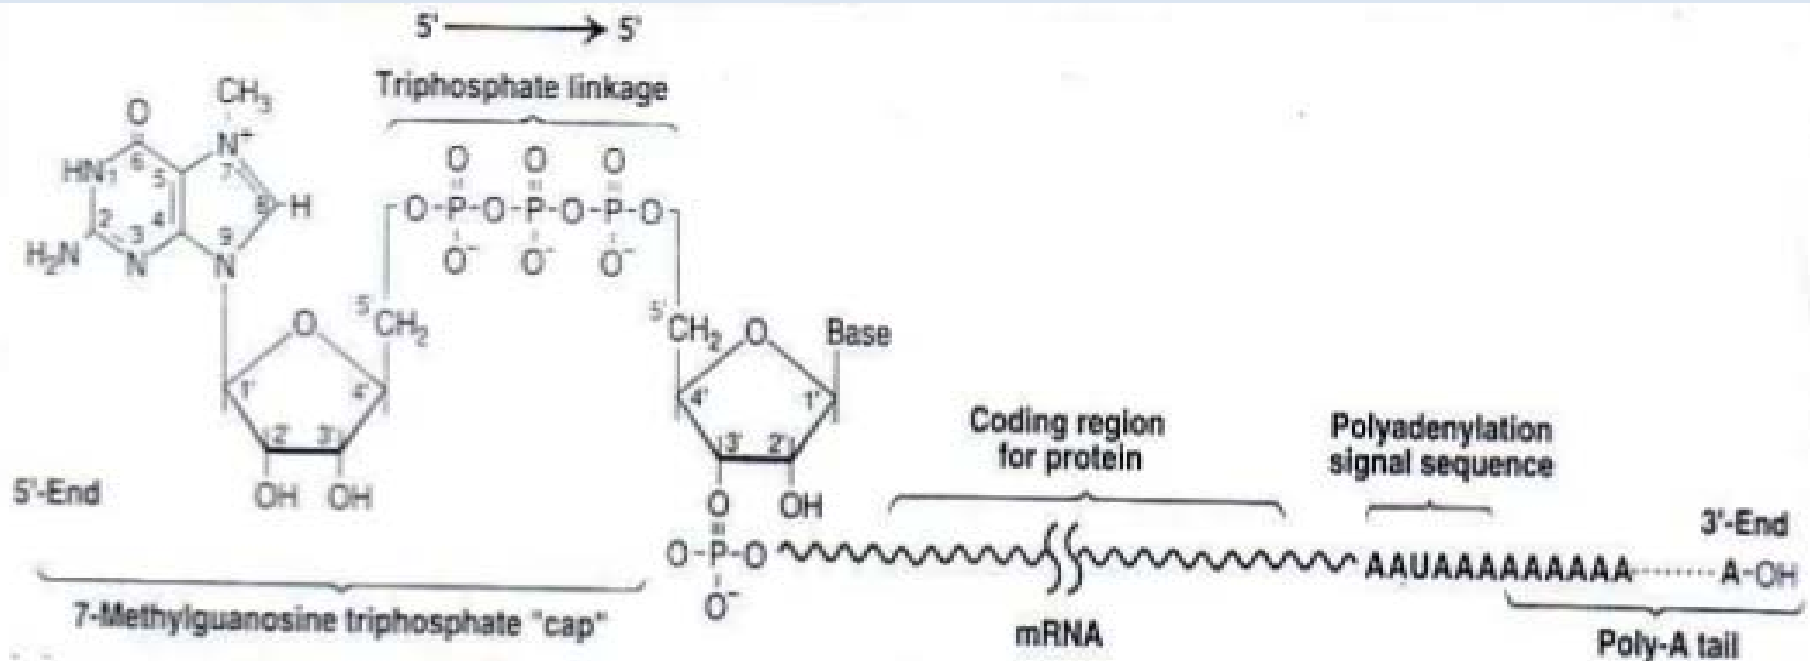 5' 5'
Triphosphate linkage
CH3
O
N+
HN
1
2
3
4
5
6
7
8
9
H
H2N
N
N
O O O
O-P-O-P-O-P-O
O- O- O-
5
CH2
O
1'
4'
2'
3'
OH OH
5'
CH2
O
Base
4'
1'
3'
2'
O
OH
O-P-O
O-
5'-End
7-Methylguanosine triphosphate "cap"
Coding region
for protein
mRNA
Polyadenylation
signal sequence
3'-End
AAUAAAAAAAAA........A-OH
Poly-A tail